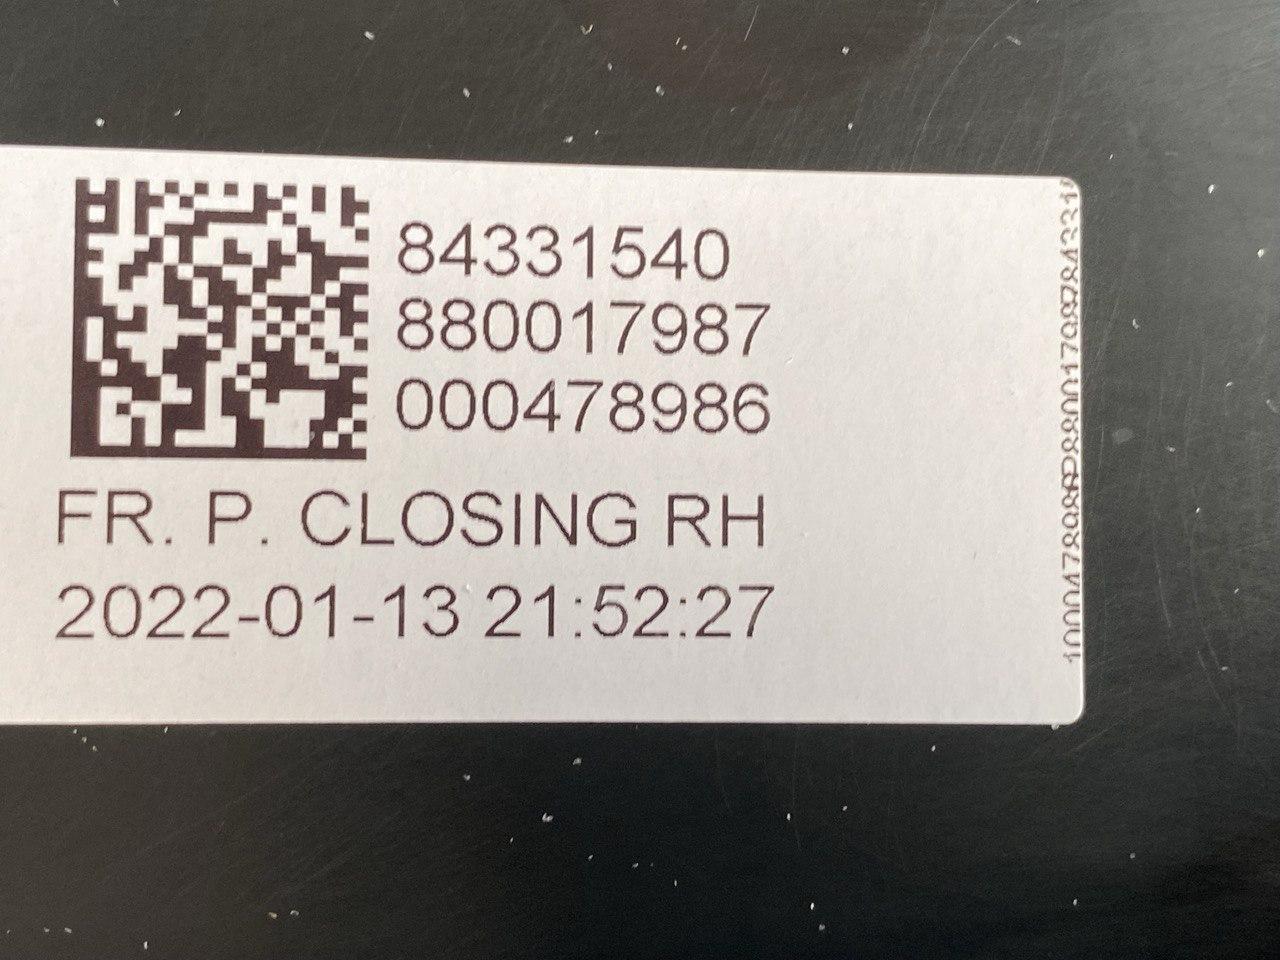 84331540
880017987
000478986
FR. P. CLOSING RH
2022-01-13 21:52:27